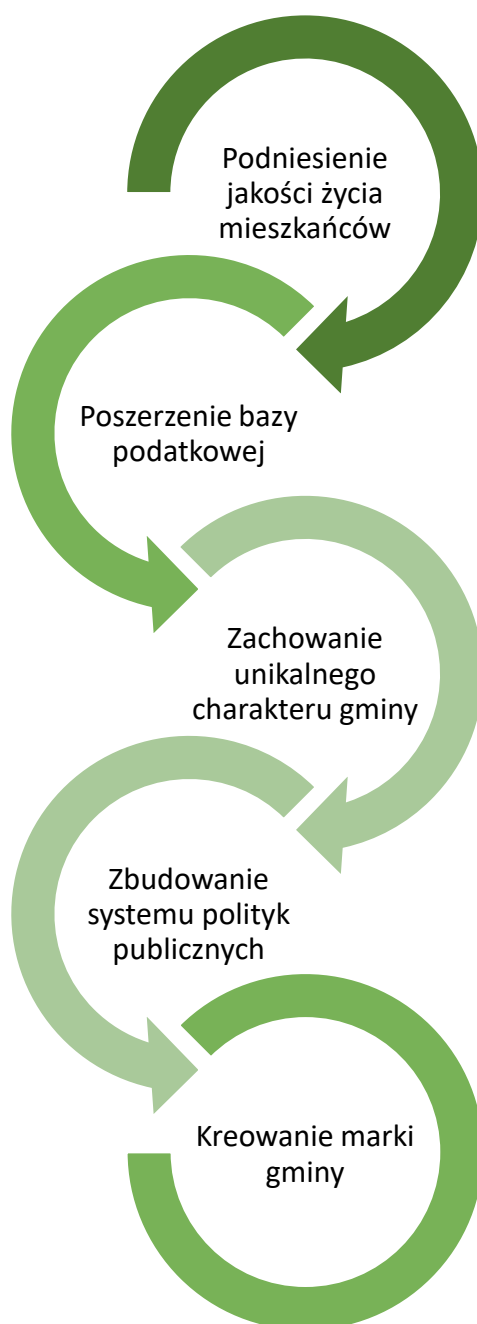 Podniesienie
jakości życia
mieszkańców
Poszerzenie bazy
podatkowej
Zachowanie
unikalnego
charakteru gminy
Zbudowanie
systemu polityk
publicznych
Kreowanie marki
gminy